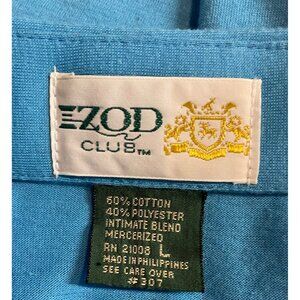 IZOD
CLUB™
60% COTTON
40% POLYESTER
INTIMATE BLEND
MERCERIZED
RN 21008 L
MADE IN PHILIPPINES
SEE CARE OVER
#307